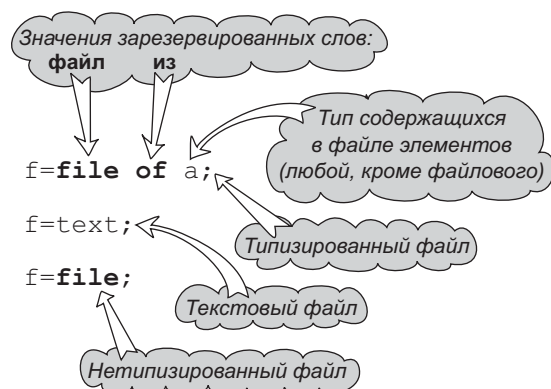 Значения зарезервированных слов:
файл из
Тип содержащихся
в файле элементов
(любой, кроме файлового)
f=file of a;
f=text;
Типизированный файл
f=file;
Текстовый файл
Нетипизированный файл